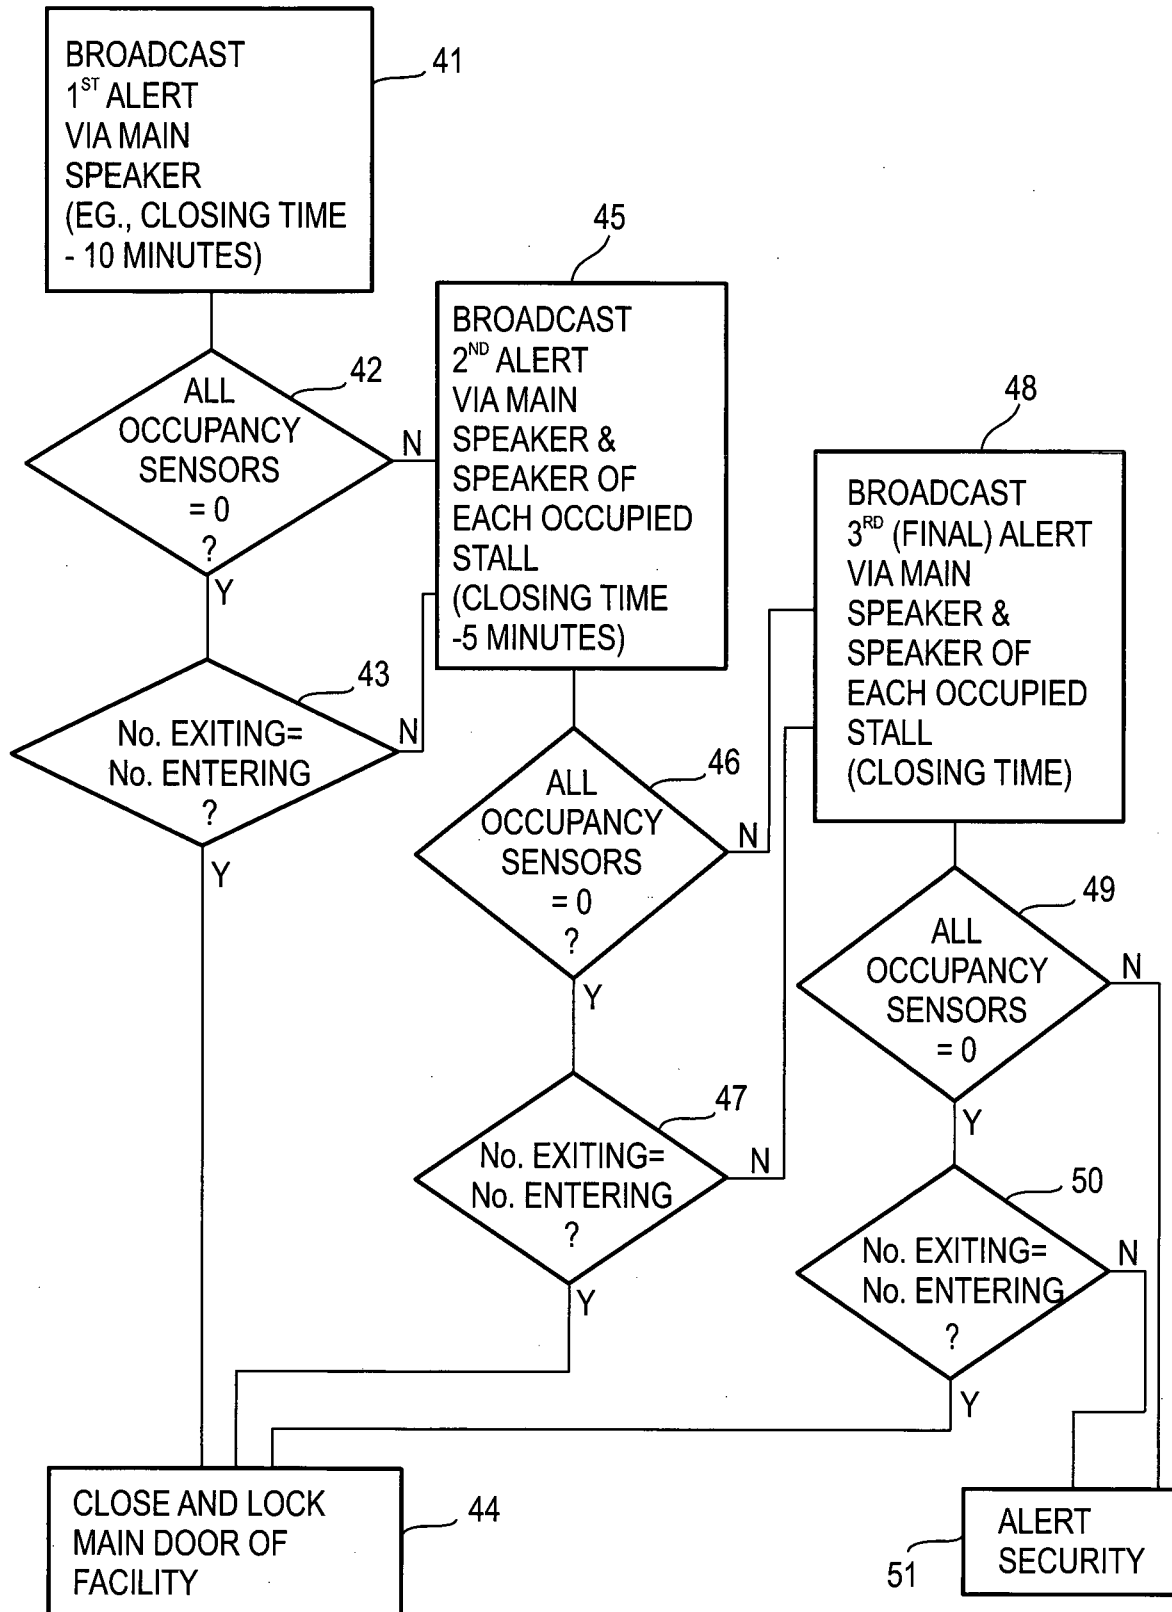 BROADCAST
1ST ALERT
VIA MAIN
SPEAKER
(EG., CLOSING TIME
- 10 MINUTES)
41
ALL
OCCUPANCY
SENSORS
= 0
?
42
N
Y
No. EXITING=
No. ENTERING
?
43
N
Y
CLOSE AND LOCK
MAIN DOOR OF
FACILITY
44
45
BROADCAST
2ND ALERT
VIA MAIN
SPEAKER &
SPEAKER OF
EACH OCCUPIED
STALL
(CLOSING TIME
-5 MINUTES)
ALL
OCCUPANCY
SENSORS
= 0
?
46
N
Y
No. EXITING=
No. ENTERING
?
47
N
Y
48
BROADCAST
3RD (FINAL) ALERT
VIA MAIN
SPEAKER &
SPEAKER OF
EACH OCCUPIED
STALL
(CLOSING TIME)
ALL
OCCUPANCY
SENSORS
= 0
49
N
Y
No. EXITING=
No. ENTERING
?
50
N
Y
ALERT
SECURITY
51